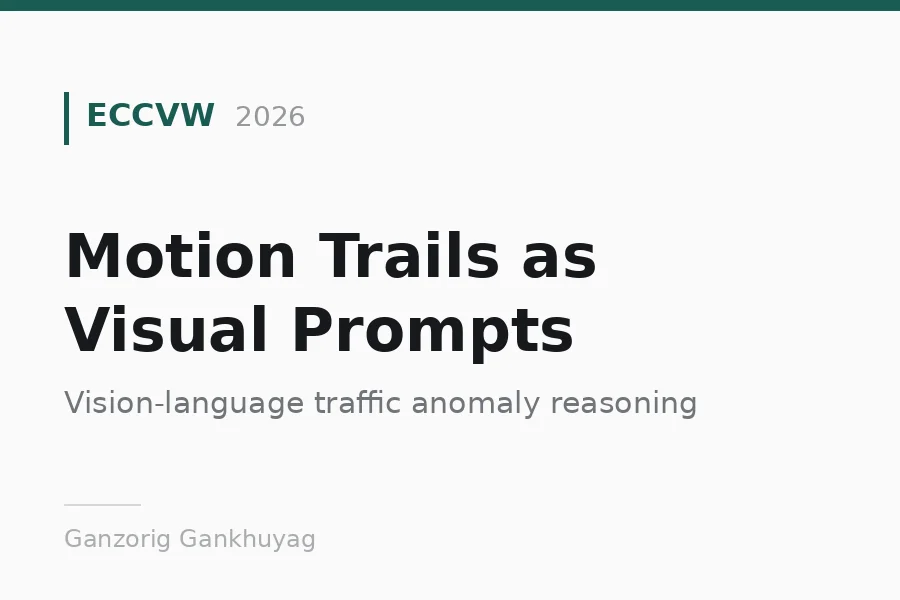 ECCVW 2026
Motion Trails as
Visual Prompts
Vision-language traffic anomaly reasoning
Ganzorig Gankhuyag